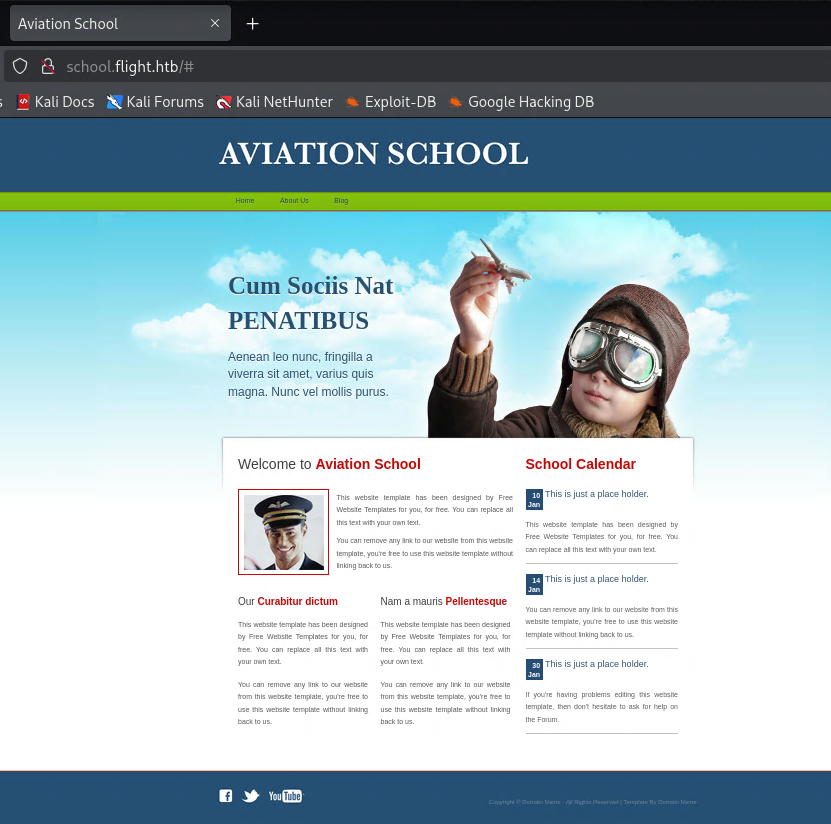 Aviation School
school.flight.htb/#
s Kali Docs Kali Forums Kali NetHunter Exploit-DB Google Hacking DB
AVIATION SCHOOL
Home About Us Blog
Cum Sociis Nat
PENATIBUS
Aenean leo nunc, fringilla a
viverra sit amet, varius quis
magna. Nunc vel mollis purus.
Welcome to Aviation School
This website template has been designed by Free
Website Templates for you, for free. You can replace all
this text with your own text.
You can remove any link to our website from this website
template, you're free to use this website template without
linking back to us.
Our Curabitur dictum
This website template has been designed
by Free Website Templates for you, for
free. You can replace all this text with
your own text.
You can remove any link to our website
from this website template, you're free to
use this website template without linking
back to us.
Nam a mauris Pellentesque
This website template has been designed
by Free Website Templates for you, for
free. You can replace all this text with
your own text.
You can remove any link to our website
from this website template, you're free to
use this website template without linking
back to us.
School Calendar
10
Jan
This is just a place holder.
This website template has been designed by
Free Website Templates for you, for free. You
can replace all this text with your own text.
14
Jan
This is just a place holder.
You can remove any link to our website from this
website template, you're free to use this website
template without linking back to us.
30
Jan
This is just a place holder.
If you're having problems editing this website
template, then don't hesitate to ask for help on
the Forum.
You Tube
Copyright © Domain Name - All Rights Reserved | Template By Domain Name